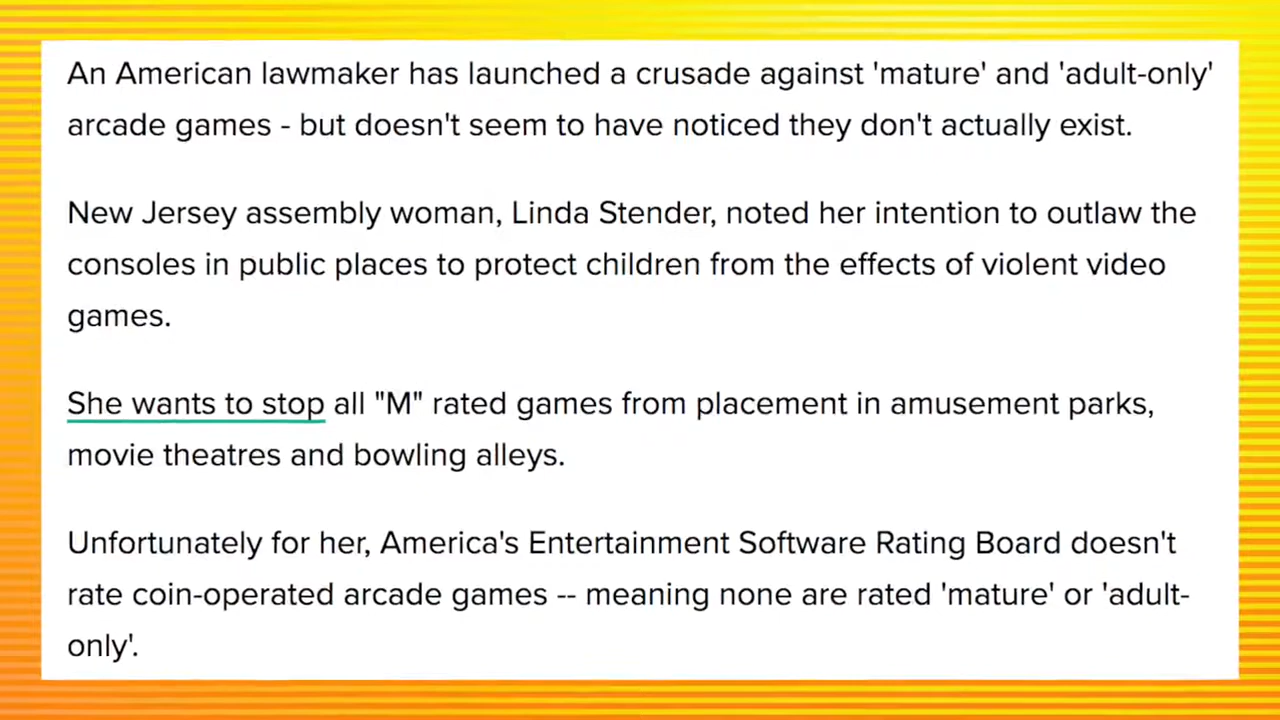 An American lawmaker has launched a crusade against 'mature' and 'adult-only'
arcade games - but doesn't seem to have noticed they don't actually exist.
New Jersey assembly woman, Linda Stender, noted her intention to outlaw the
consoles in public places to protect children from the effects of violent video
games.
She wants to stop all "M" rated games from placement in amusement parks,
movie theatres and bowling alleys.
Unfortunately for her, America's Entertainment Software Rating Board doesn't
rate coin-operated arcade games -- meaning none are rated 'mature' or 'adult-
only'.